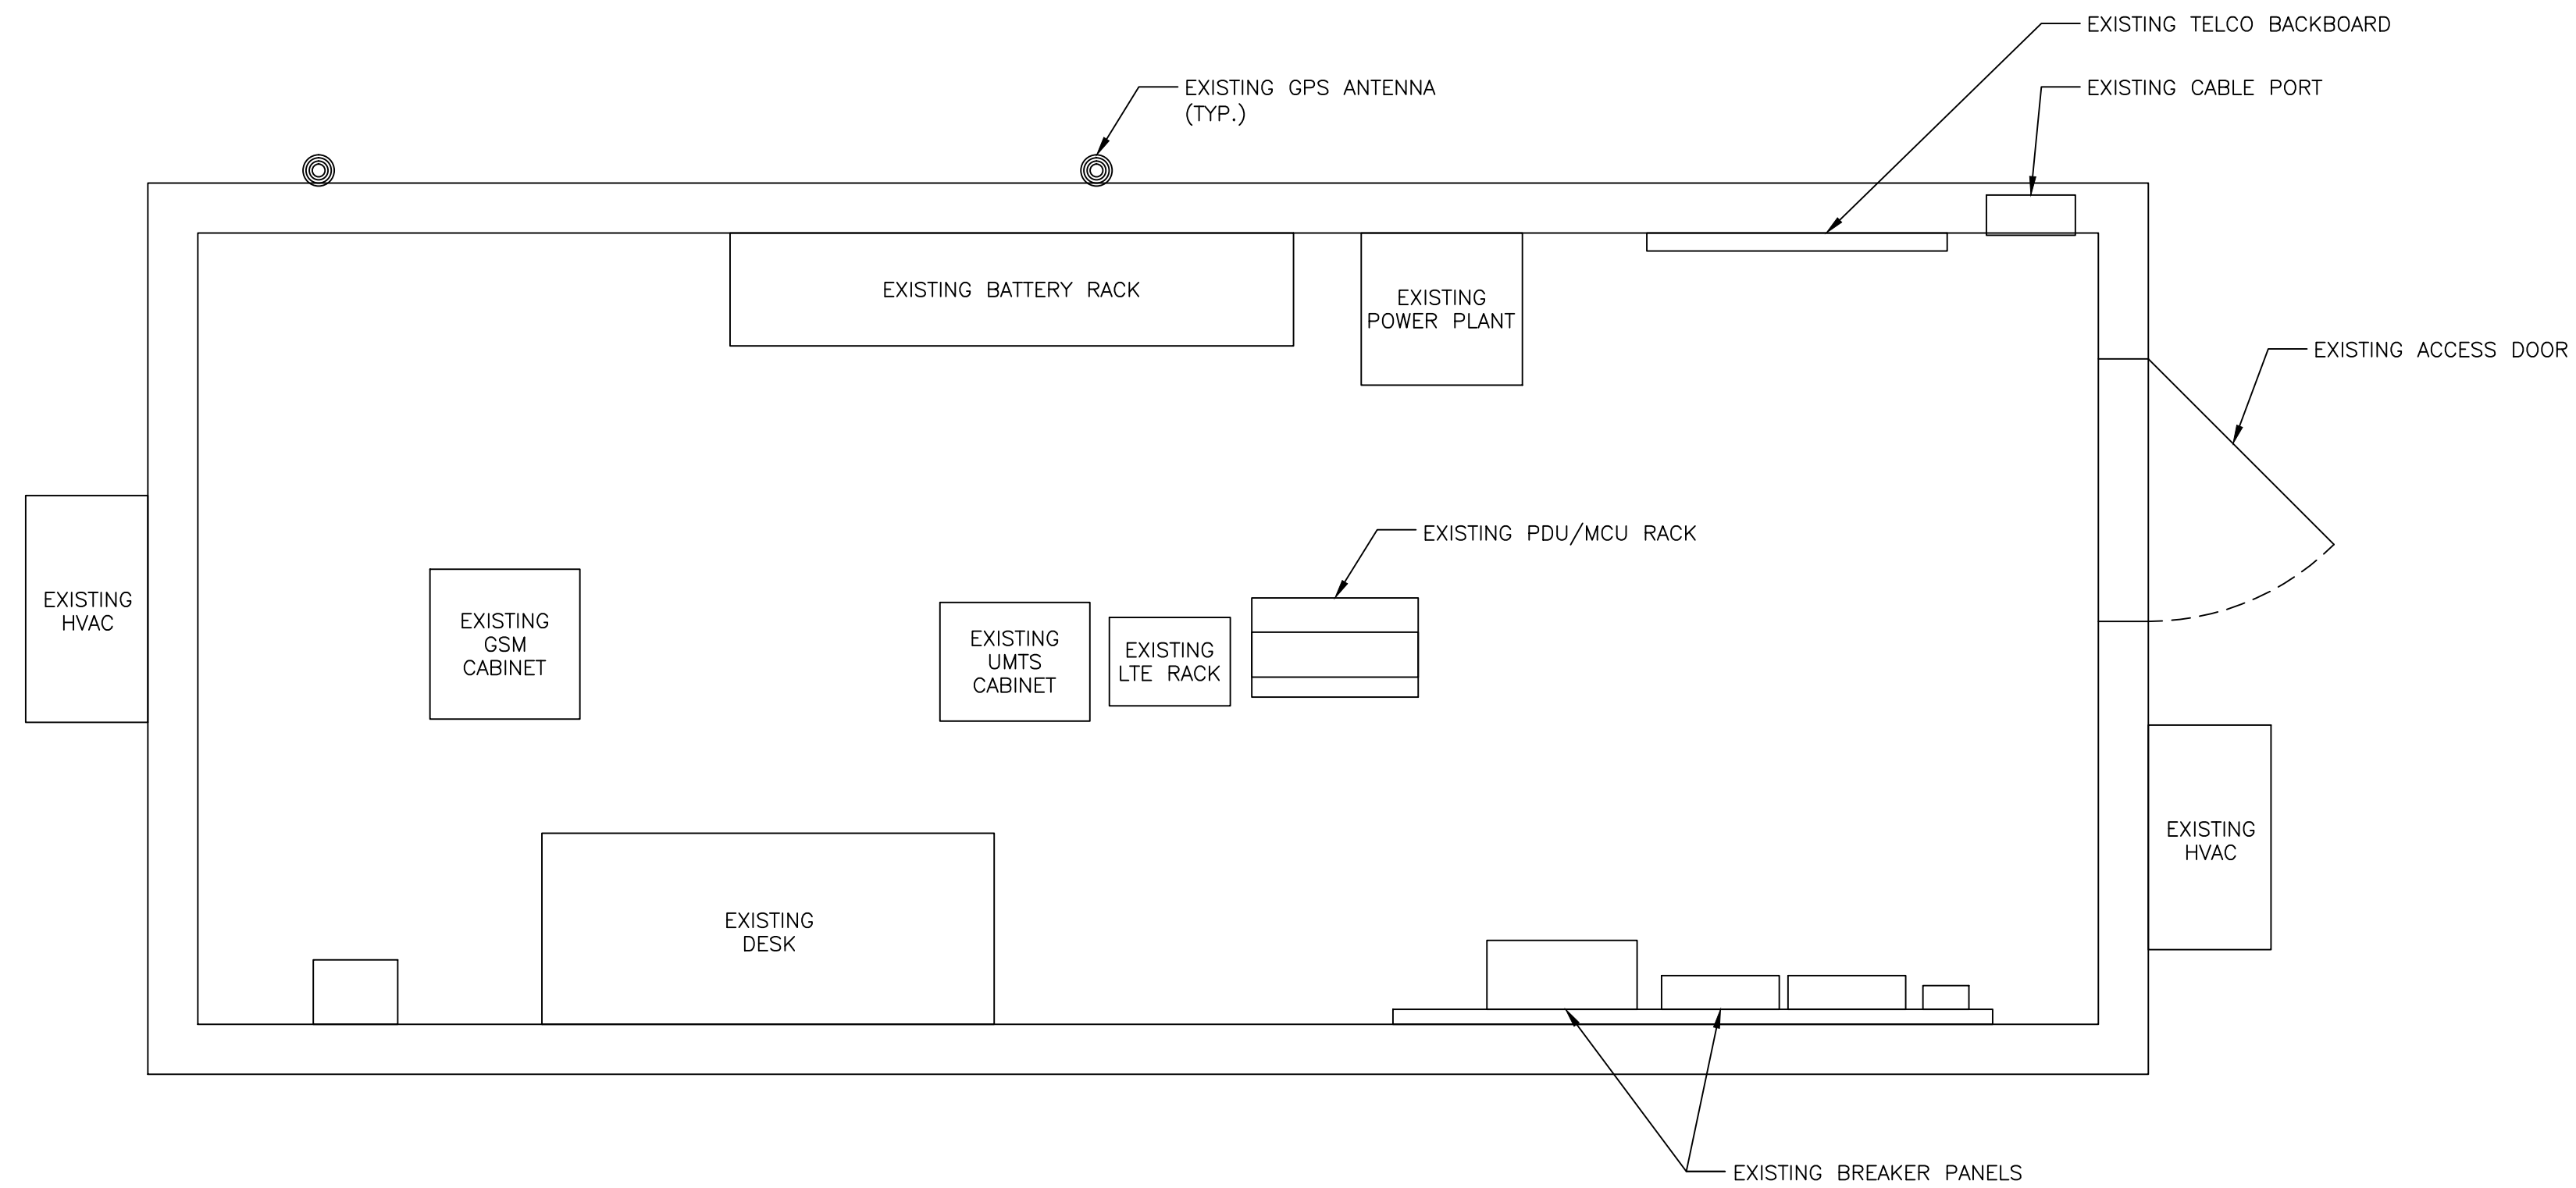 EXISTING TELCO BACKBOARD
EXISTING GPS ANTENNA
(TYP.)
EXISTING CABLE PORT
EXISTING BATTERY RACK
EXISTING
POWER PLANT
EXISTING ACCESS DOOR
EXISTING PDU/MCU RACK
EXISTING
HVAC
EXISTING
GSM
CABINET
EXISTING
UMTS
CABINET
EXISTING
LTE RACK
EXISTING
HVAC
EXISTING
DESK
EXISTING BREAKER PANELS